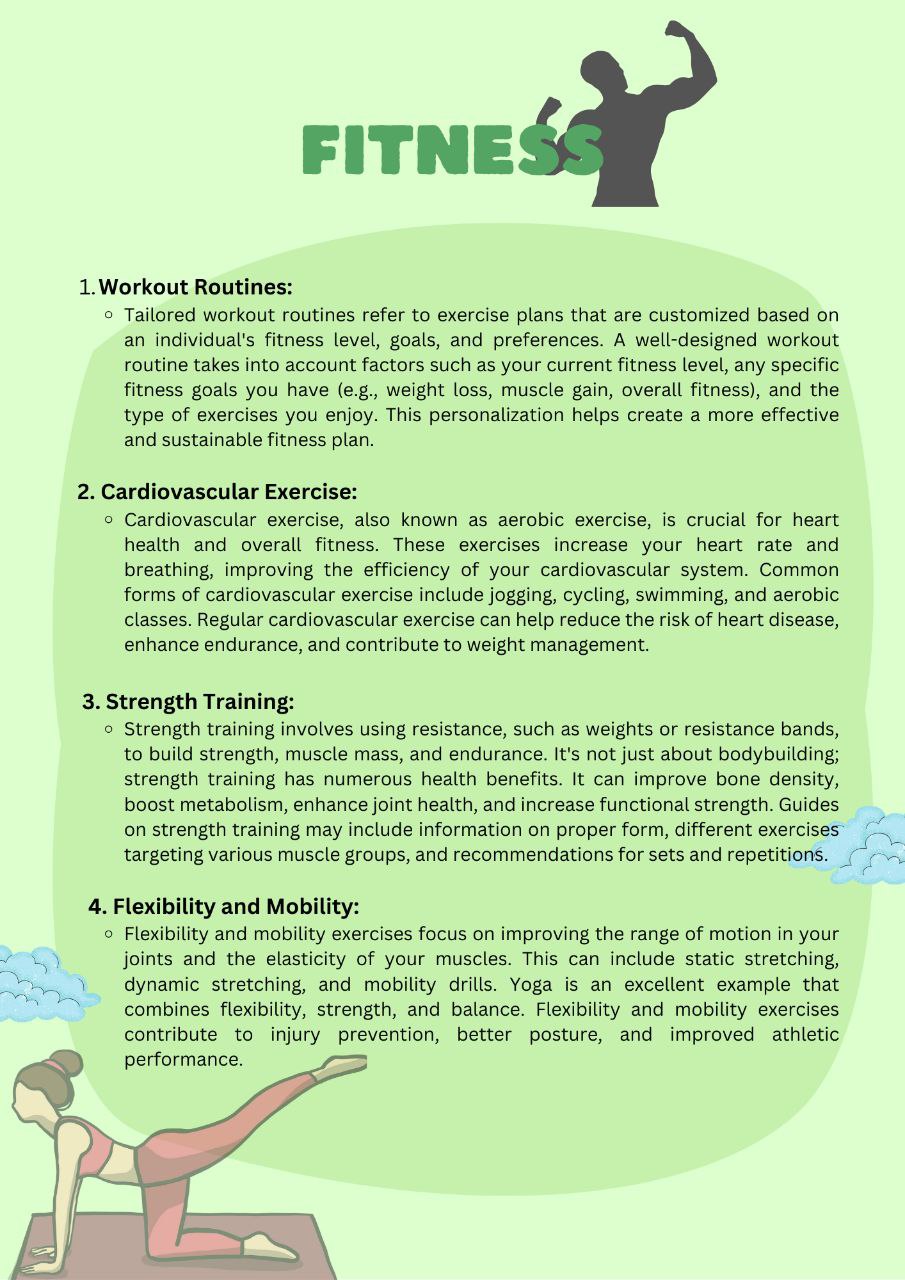 FITNESS
1. Workout Routines:
○ Tailored workout routines refer to exercise plans that are customized based on
an individual's fitness level, goals, and preferences. A well-designed workout
routine takes into account factors such as your current fitness level, any specific
fitness goals you have (e.g., weight loss, muscle gain, overall fitness), and the
type of exercises you enjoy. This personalization helps create a more effective
and sustainable fitness plan.
2. Cardiovascular Exercise:
○ Cardiovascular exercise, also known as aerobic exercise, is crucial for heart
health and overall fitness. These exercises increase your heart rate and
breathing, improving the efficiency of your cardiovascular system. Common
forms of cardiovascular exercise include jogging, cycling, swimming, and aerobic
classes. Regular cardiovascular exercise can help reduce the risk of heart disease,
enhance endurance, and contribute to weight management.
3. Strength Training:
○ Strength training involves using resistance, such as weights or resistance bands,
to build strength, muscle mass, and endurance. It's not just about bodybuilding;
strength training has numerous health benefits. It can improve bone density,
boost metabolism, enhance joint health, and increase functional strength. Guides
on strength training may include information on proper form, different exercises
targeting various muscle groups, and recommendations for sets and repetitions.
4. Flexibility and Mobility:
○ Flexibility and mobility exercises focus on improving the range of motion in your
joints and the elasticity of your muscles. This can include static stretching,
dynamic stretching, and mobility drills. Yoga is an excellent example that
combines flexibility, strength, and balance. Flexibility and mobility exercises
contribute to injury prevention, better posture, and improved athletic
performance.